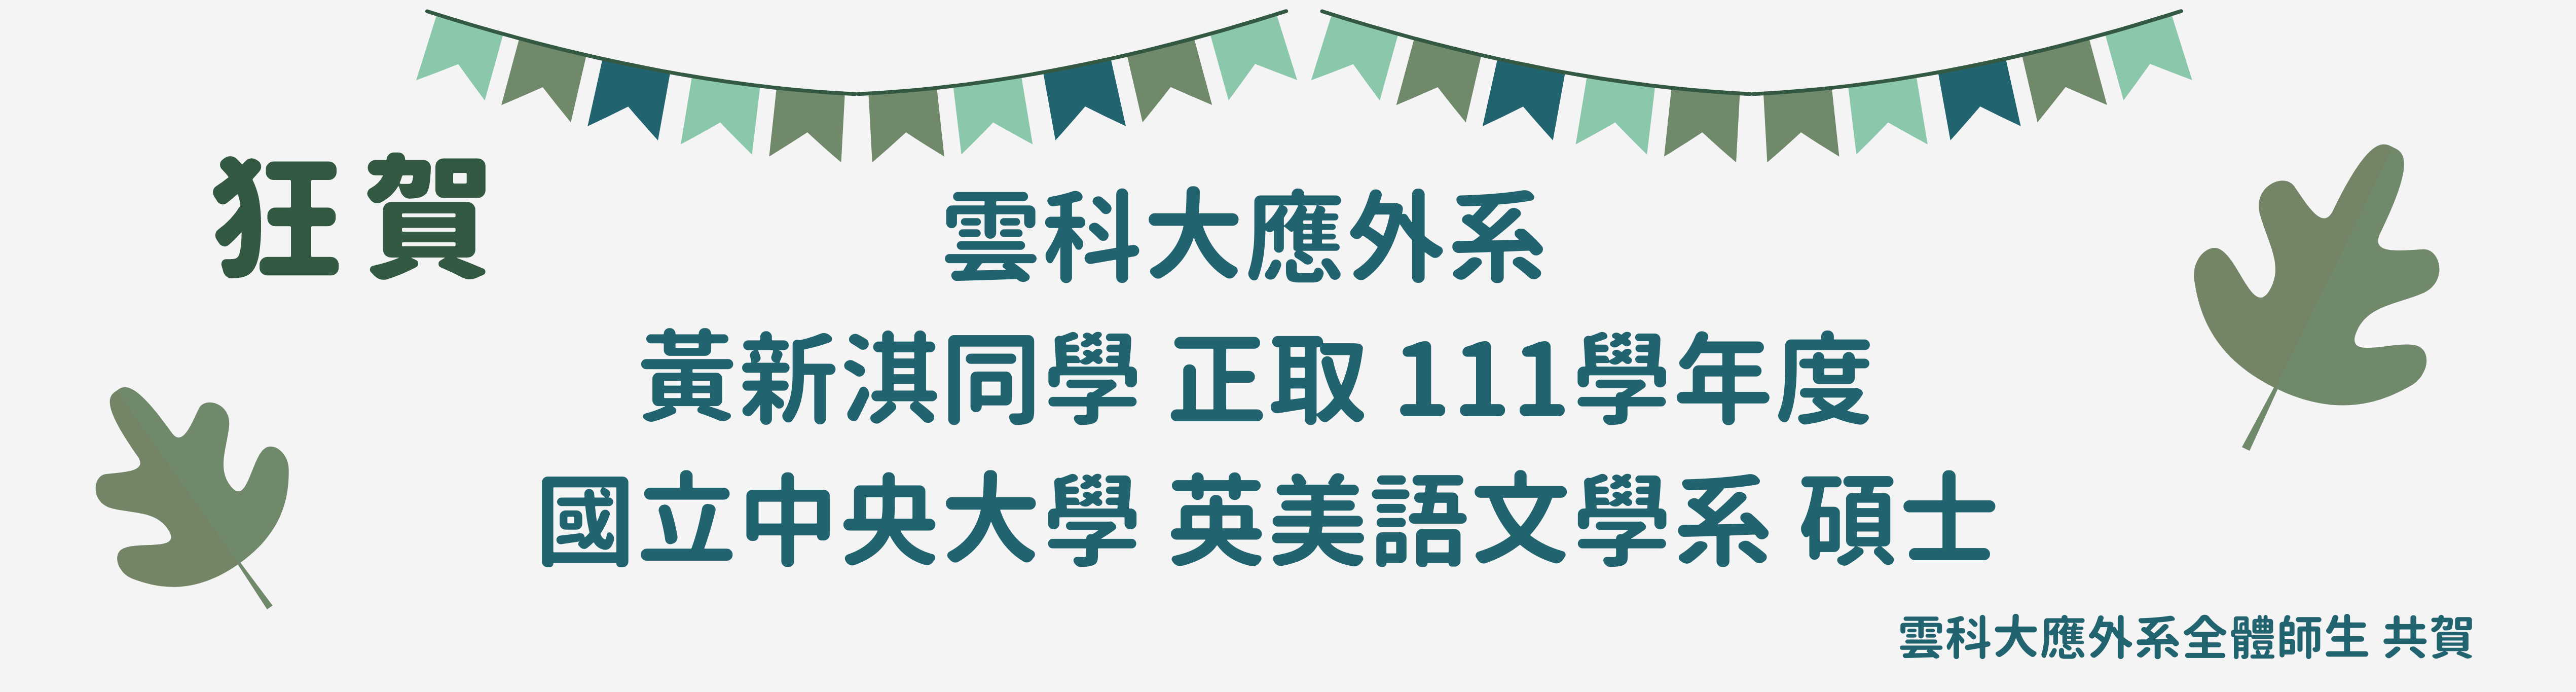 狂賀
雲科大應外系
黃新淇同學 正取 111學年度
國立中央大學 英美語文學系 碩士
雲科大應外系全體師生 共賀